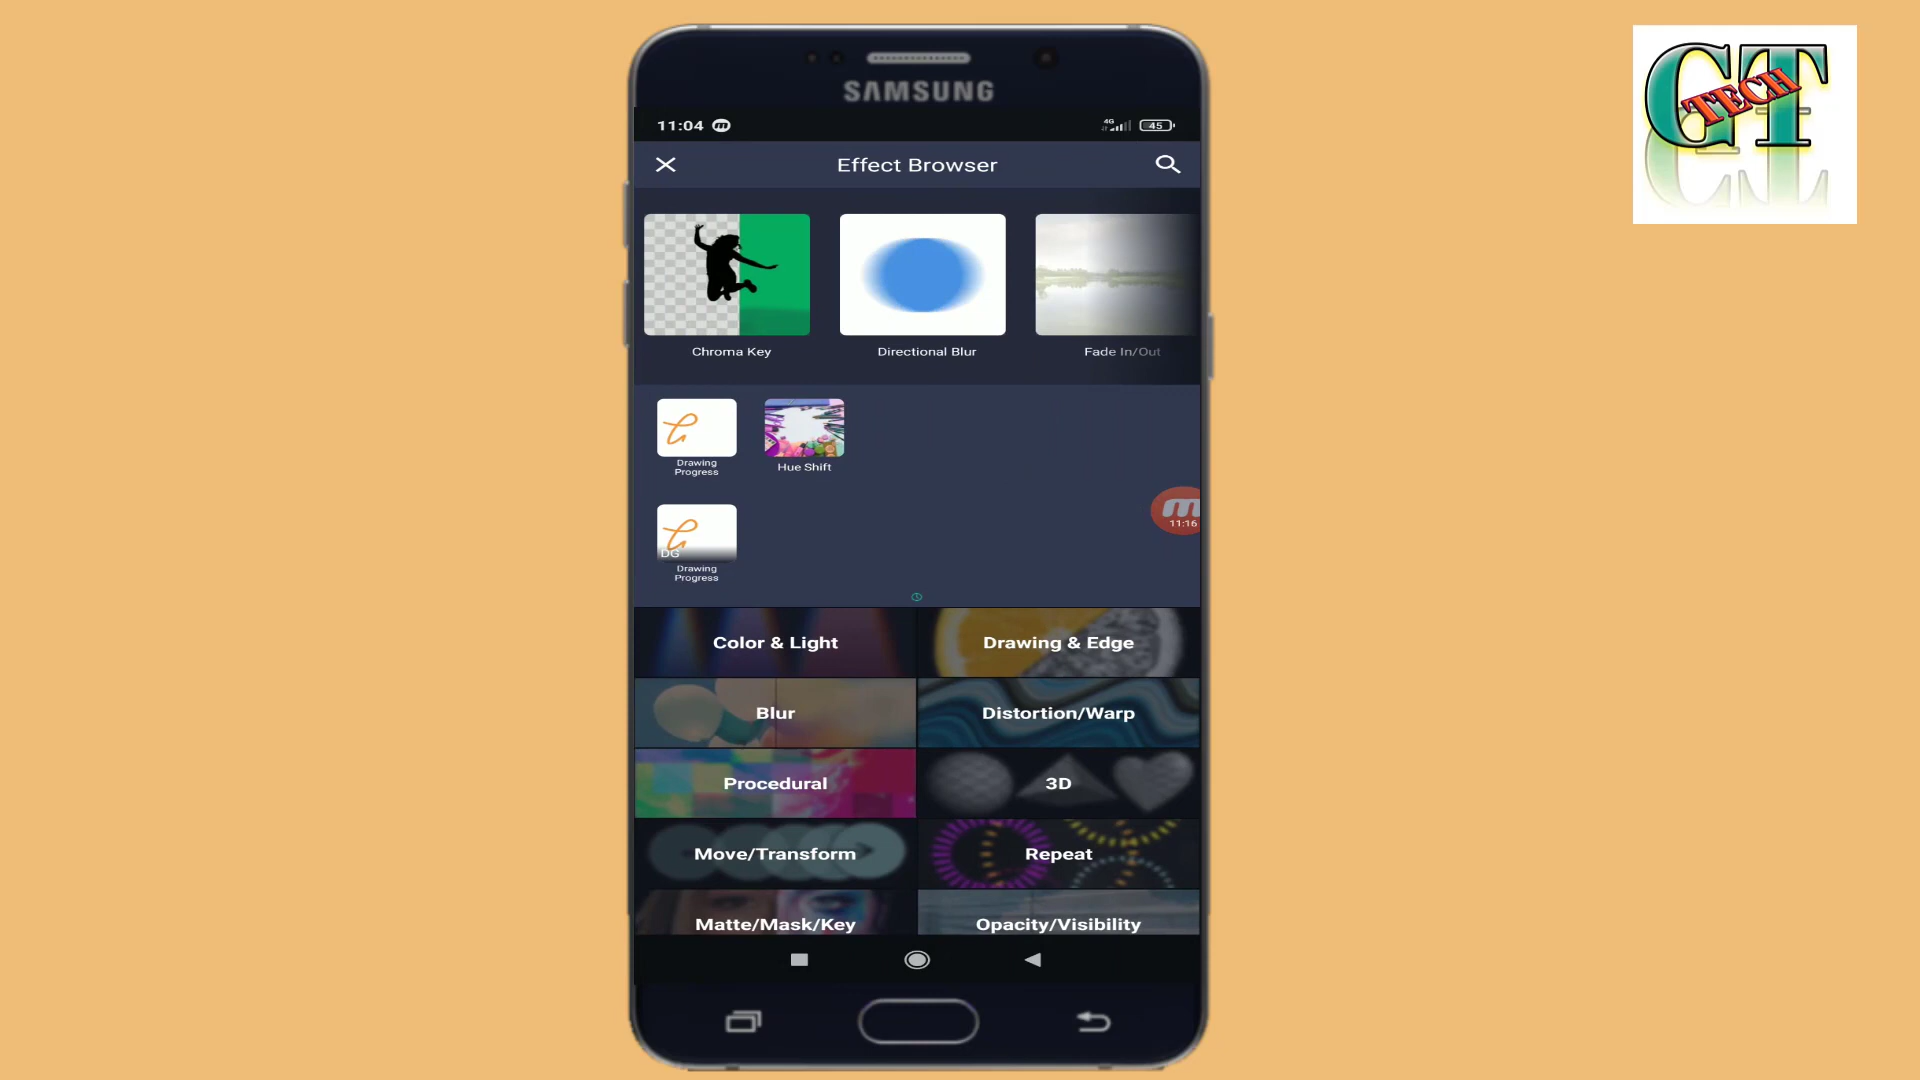 SAMSUNG
11:04
4G
45
Effect Browser
Chroma Key
Directional Blur
Fade In/Out
Drawing
Progress
Hue Shift
11:16
DG
Drawing
Progress
Color & Light
Drawing & Edge
Blur
Distortion/Warp
Procedural
3D
Move/Transform
Repeat
Matte/Mask/Key
Opacity/Visibility
GT
TECH